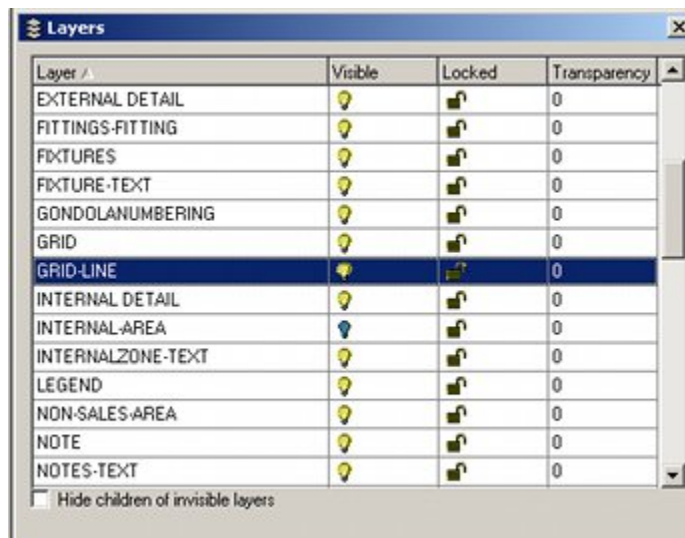 Layers
Layer Visible Locked Transparency
EXTERNAL DETAIL 0
FITTINGS-FITTING 0
FIXTURES 0
FIXTURE-TEXT 0
GONDOLANUMBERING 0
GRID 0
GRID-LINE 0
INTERNAL DETAIL 0
INTERNAL-AREA 0
INTERNALZONE-TEXT 0
LEGEND 0
NON-SALES-AREA 0
NOTE 0
NOTES-TEXT 0
Hide children of invisible layers